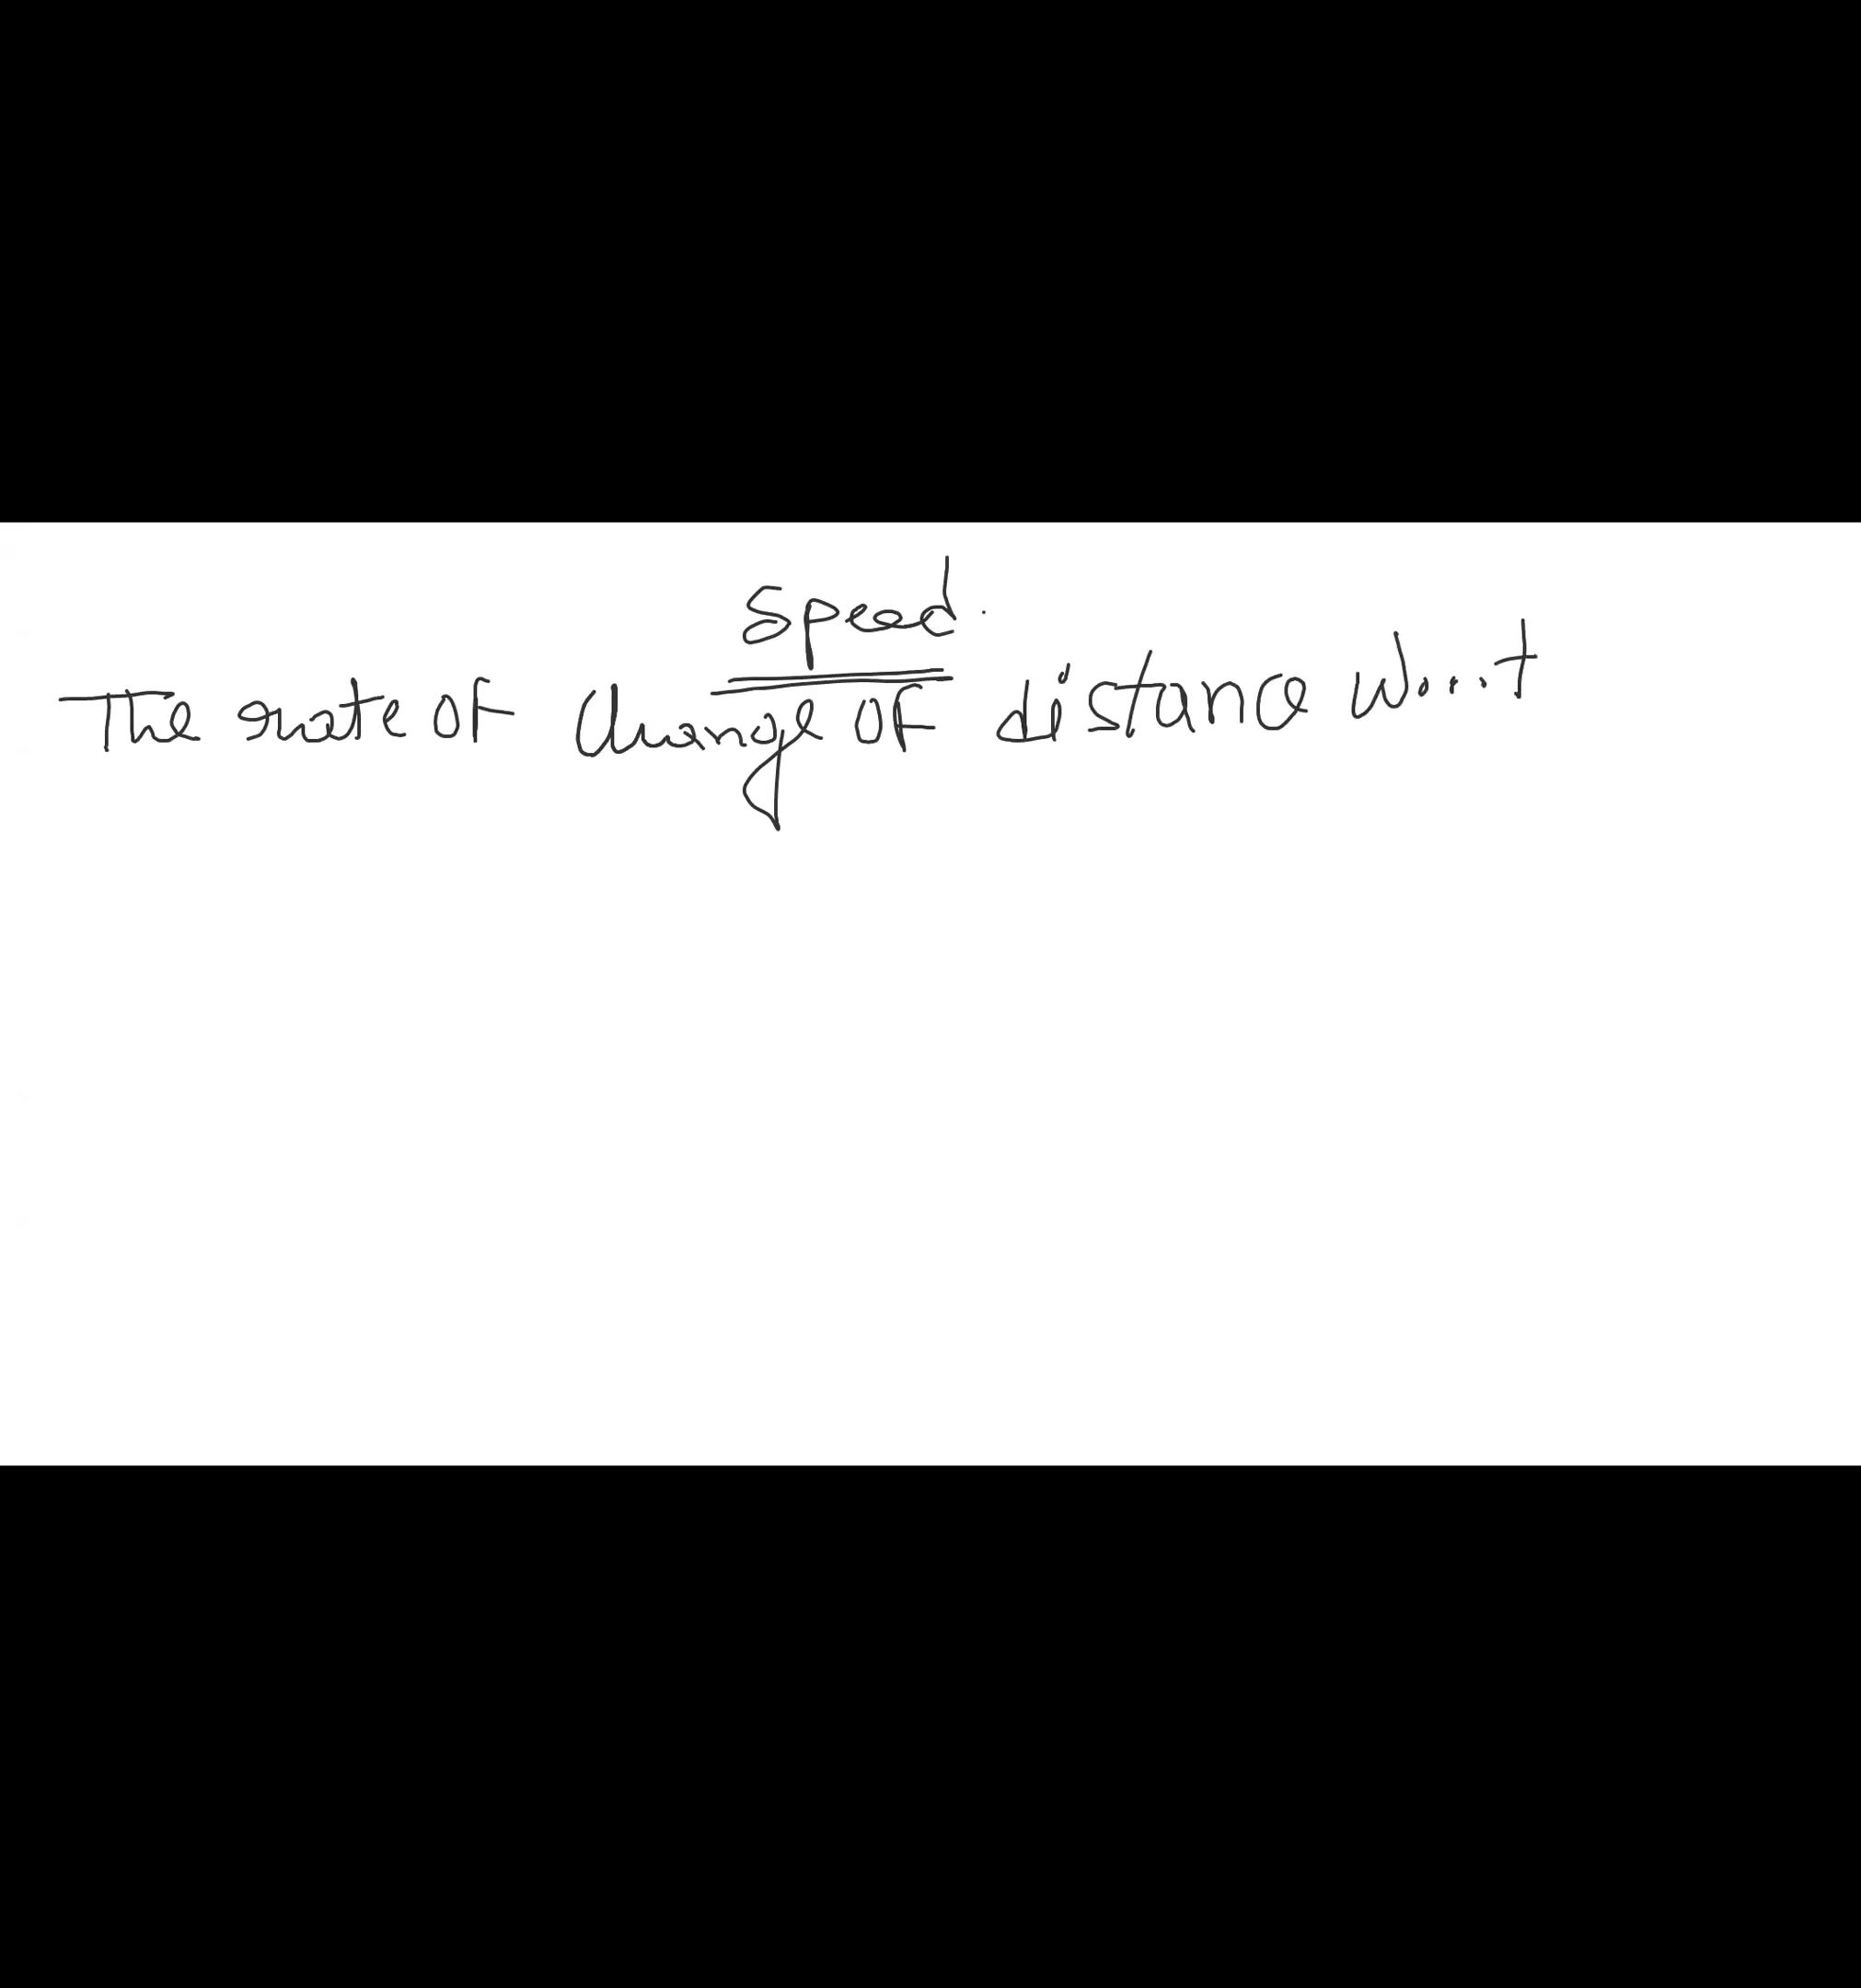 Speed.
The rate of change of distance w.r.t